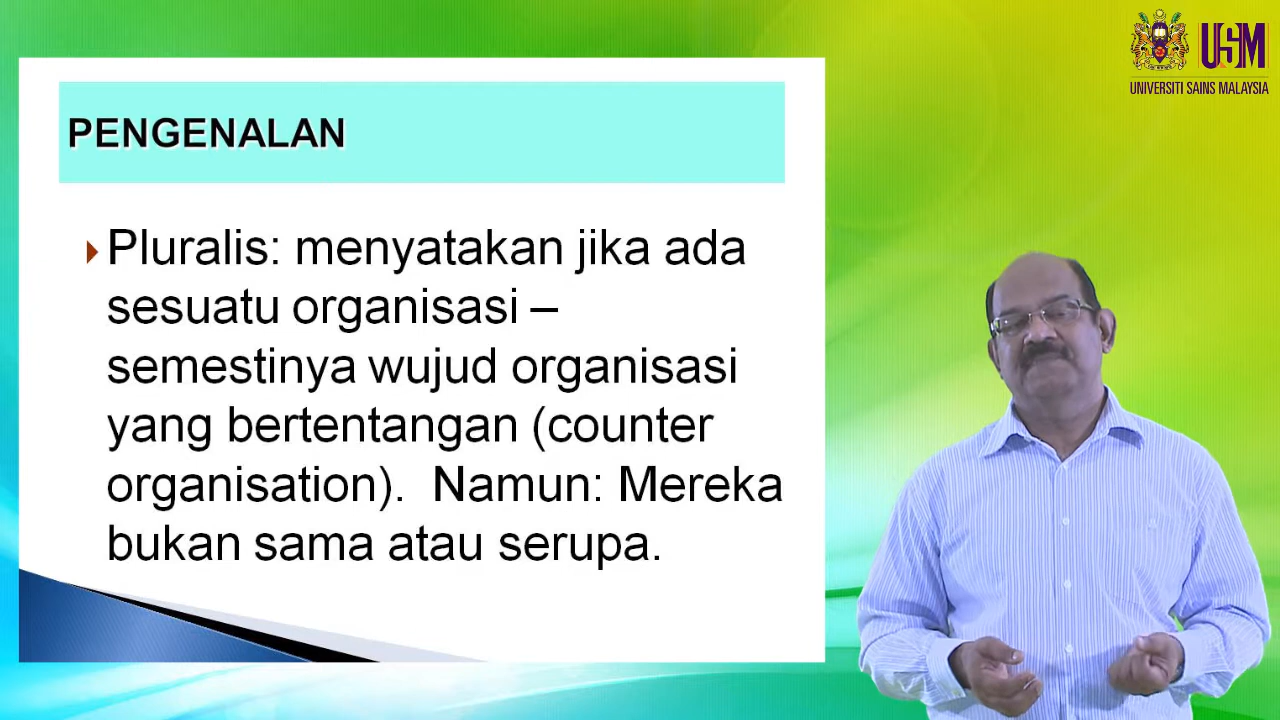 USM
UNIVERSITI SAINS MALAYSIA
PENGENALAN
Pluralis: menyatakan jika ada
sesuatu organisasi –
semestinya wujud organisasi
yang bertentangan (counter
organisation).  Namun: Mereka
bukan sama atau serupa.